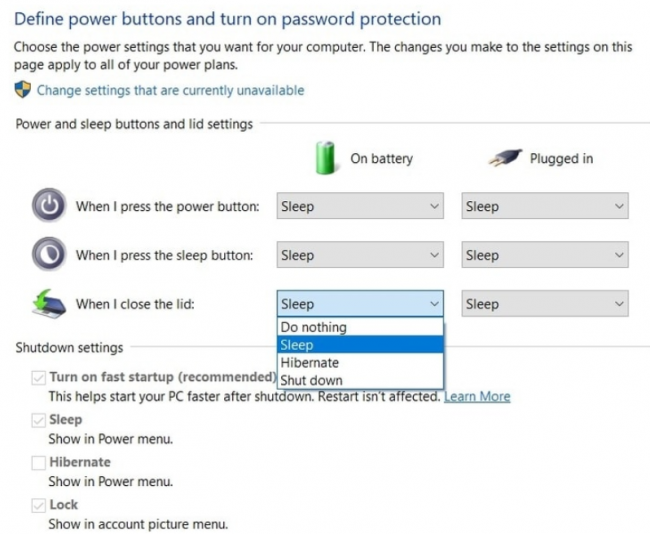 Define power buttons and turn on password protection
Choose the power settings that you want for your computer. The changes you make to the settings on this
page apply to all of your power plans.
Change settings that are currently unavailable
Power and sleep buttons and lid settings
On battery Plugged in
When I press the power button: Sleep Sleep
When I press the sleep button: Sleep Sleep
When I close the lid: Sleep Sleep
Do nothing
Sleep
Hibernate
Shut down
Shutdown settings
Turn on fast startup (recommended)
This helps start your PC faster after shutdown. Restart isn't affected. Learn More
Sleep
Show in Power menu.
Hibernate
Show in Power menu.
Lock
Show in account picture menu.